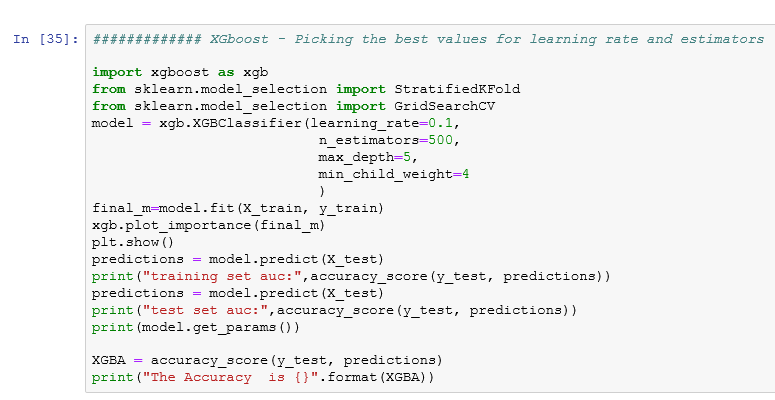 In [35]: ############# XGboost - Picking the best values for learning rate and estimators
import xgboost as xgb
from sklearn.model_selection import StratifiedKFold
from sklearn.model_selection import GridSearchCV
model = xgb.XGBClassifier(learning_rate=0.1,
                           n_estimators=500,
                           max_depth=5,
                           min_child_weight=4
                           )
final_m=model.fit(X_train, y_train)
xgb.plot_importance(final_m)
plt.show()
predictions = model.predict(X_test)
print("training set auc:",accuracy_score(y_test, predictions))
predictions = model.predict(X_test)
print("test set auc:",accuracy_score(y_test, predictions))
print(model.get_params())
XGBA = accuracy_score(y_test, predictions)
print("The Accuracy  is {}".format(XGBA))